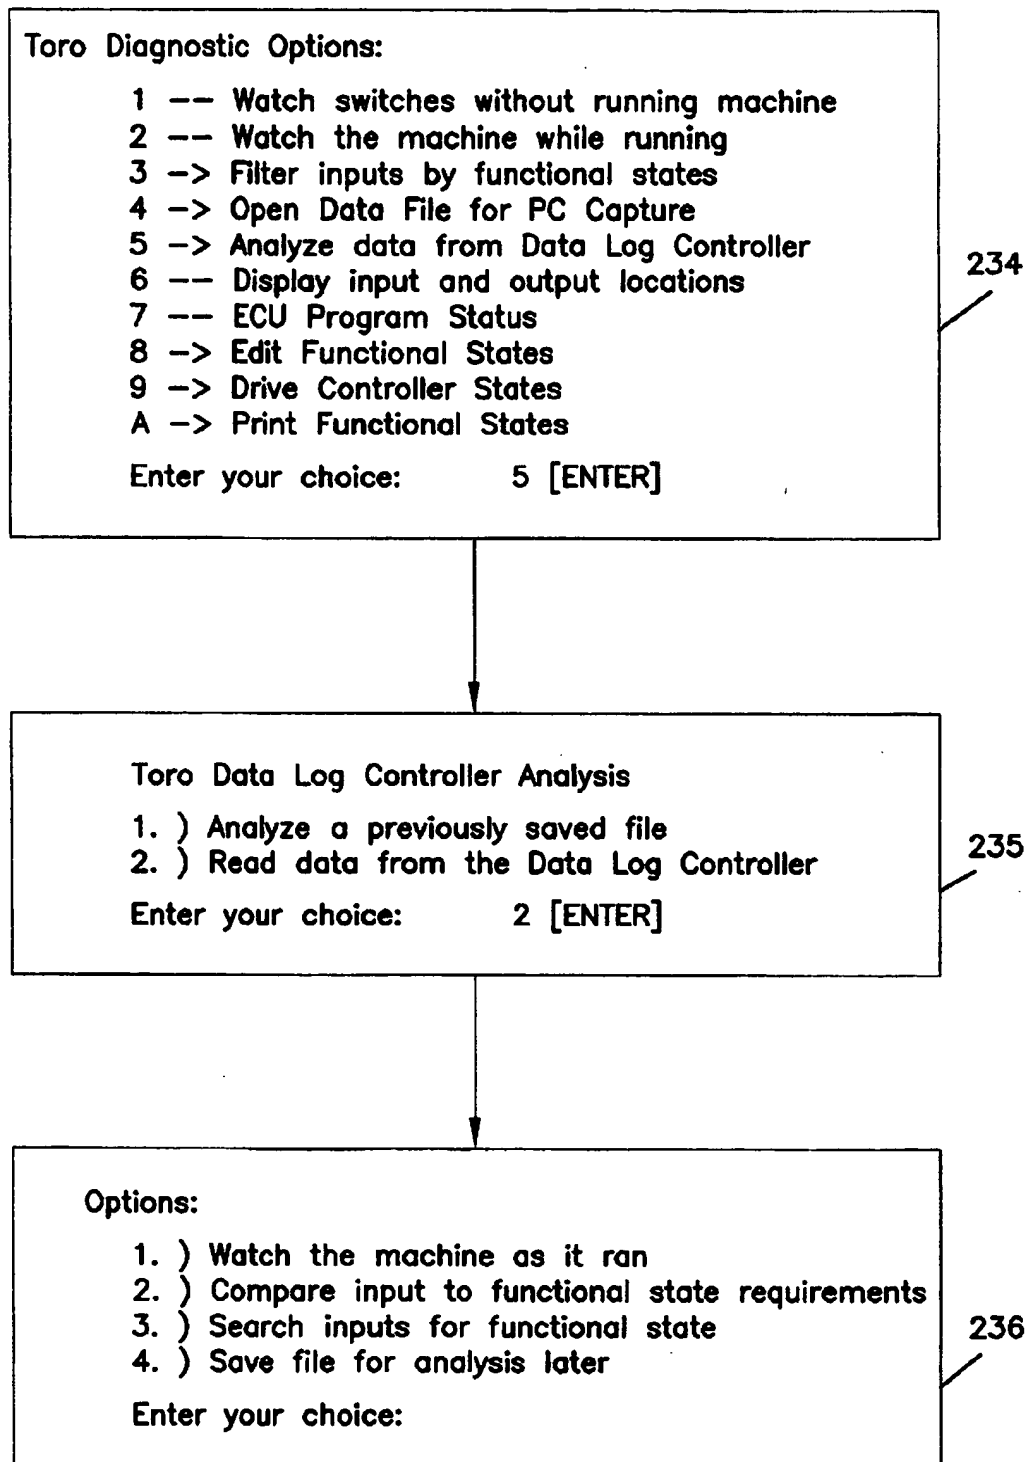 Toro Diagnostic Options:
1 -- Watch switches without running machine
2 -- Watch the machine while running
3 -> Filter inputs by functional states
4 -> Open Data File for PC Capture
5 -> Analyze data from Data Log Controller
6 -- Display input and output locations
7 -- ECU Program Status
8 -> Edit Functional States
9 -> Drive Controller States
A -> Print Functional States
Enter your choice: 5 [ENTER]
234
Toro Data Log Controller Analysis
1. ) Analyze a previously saved file
2. ) Read data from the Data Log Controller
Enter your choice: 2 [ENTER]
235
Options:
1. ) Watch the machine as it ran
2. ) Compare input to functional state requirements
3. ) Search inputs for functional state
4. ) Save file for analysis later
Enter your choice:
236